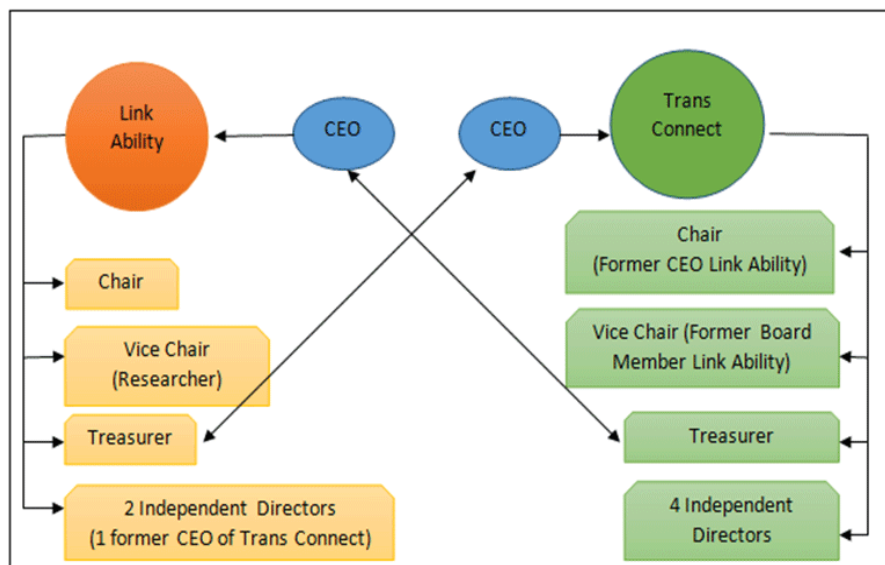 Link
Ability
CEO
CEO
Trans
Connect
Chair
(Former CEO Link Ability)
Chair
Vice Chair
(Researcher)
Vice Chair (Former Board
Member Link Ability)
Treasurer
Treasurer
2 Independent Directors
(1 former CEO of Trans Connect)
4 Independent
Directors